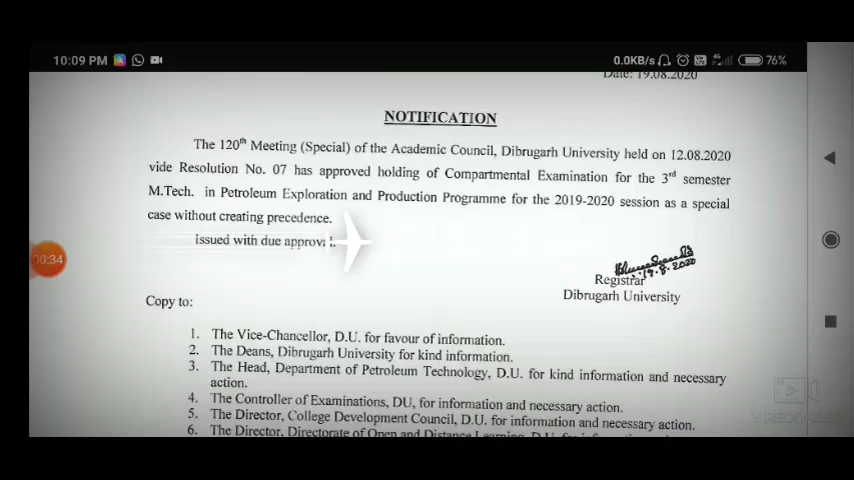 10:09 PM
0.0KB/s
76%
Date: 19.08.2020
NOTIFICATION
The 120th Meeting (Special) of the Academic Council, Dibrugarh University held on 12.08.2020
vide Resolution No. 07 has approved holding of Compartmental Examination for the 3rd semester
M.Tech. in Petroleum Exploration and Production Programme for the 2019-2020 session as a special
case without creating precedence.
Issued with due approval.
19.8.2020
Registrar
Dibrugarh University
00:34
Copy to:
1. The Vice-Chancellor, D.U. for favour of information.
2. The Deans, Dibrugarh University for kind information.
3. The Head, Department of Petroleum Technology, D.U. for kind information and necessary
action.
4. The Controller of Examinations, DU, for information and necessary action.
5. The Director, College Development Council, D.U. for information and necessary action.
6. The Director, Directorate of Open and Distance Learning, D.U. for
V RECORDER